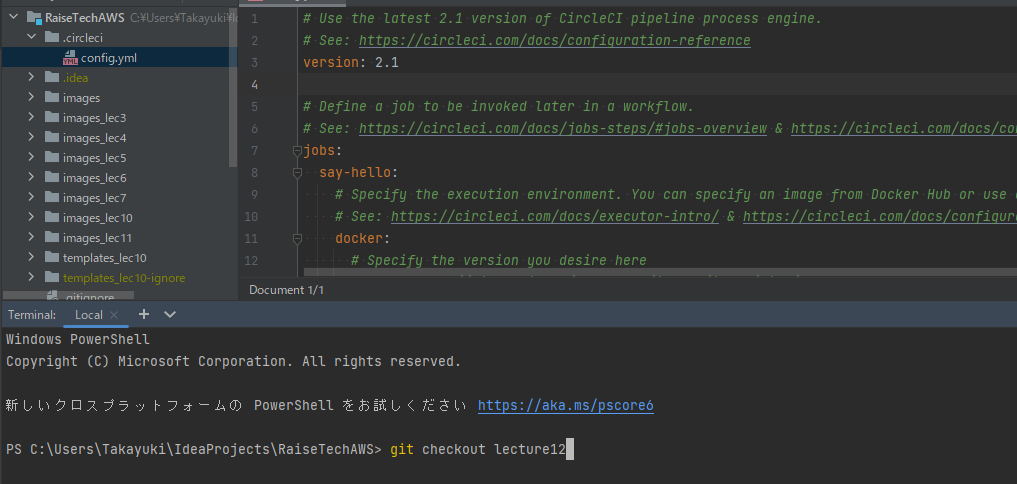 RaiseTechAWS C:¥Users¥Takayuki¥I
.circleci
config.yml
.idea
images
images_lec3
images_lec4
images_lec5
images_lec6
images_lec7
images_lec10
images_lec11
templates_lec10
templates_lec10-ignore
.gitignore
1 # Use the latest 2.1 version of CircleCI pipeline process engine.
2 # See: https://circleci.com/docs/configuration-reference
3 version: 2.1
4
5 # Define a job to be invoked later in a workflow.
6 # See: https://circleci.com/docs/jobs-steps/#jobs-overview & https://circleci.com/docs/co
7 jobs:
8 say-hello:
9 # Specify the execution environment. You can specify an image from Docker Hub or use
10 # See: https://circleci.com/docs/executor-intro/ & https://circleci.com/docs/configur
11 docker:
12 # Specify the version you desire here
Document 1/1
Terminal: Local × +
Windows PowerShell
Copyright (C) Microsoft Corporation. All rights reserved.
新しいクロスプラットフォームの PowerShell をお試しください https://aka.ms/pscore6
PS C:\Users\Takayuki\IdeaProjects\RaiseTechAWS> git checkout lecture12